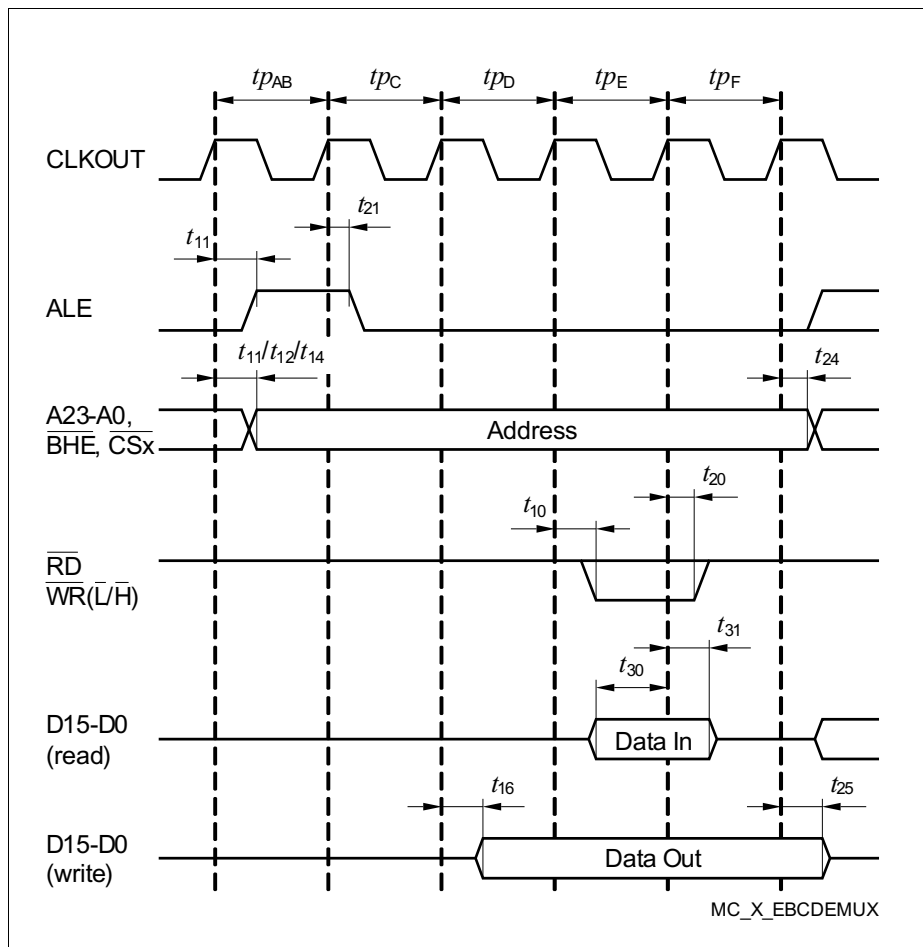 tpAB tpC tpD tpE tpF
CLKOUT
t21
t11
ALE
t11/t12/t14 t24
A23-A0,
BHE, CSx
Address
t20
t10
RD
WR(L/H)
t31
t30
D15-D0
(read)
Data In
t16 t25
D15-D0
(write)
Data Out
MC_X_EBCDEMUX